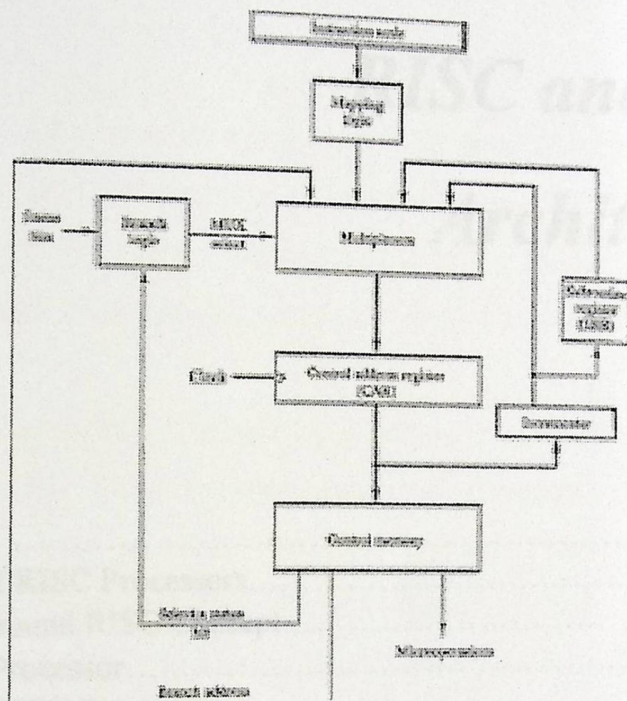 Instruction code
Mapping
logic
Status
bits
Branch
logic
MUX
select
Multiplexers
Subroutine
register
(SBR)
Clock
Control address register
(CAR)
Incrementer
Control memory
Select a status
bit
Microoperations
Branch address
RISC and
Archit
RISC Processors
Processor